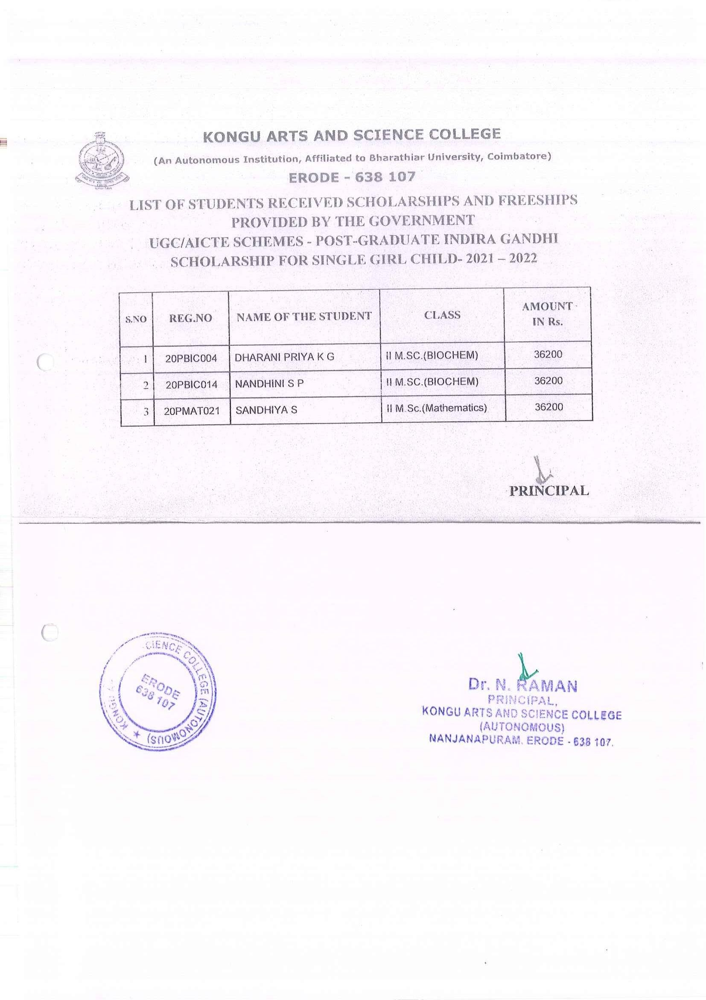 KONGU ARTS AND SCIENCE COLLEGE
(An Autonomous Institution, Affiliated to Bharathiar University, Coimbatore)
ERODE - 638 107
LIST OF STUDENTS RECEIVED SCHOLARSHIPS AND FREESHIPS
PROVIDED BY THE GOVERNMENT
UGC/AICTE SCHEMES - POST-GRADUATE INDIRA GANDHI
SCHOLARSHIP FOR SINGLE GIRL CHILD- 2021 – 2022
S.NO REG.NO NAME OF THE STUDENT CLASS AMOUNT IN Rs.
1 20PBIC004 DHARANI PRIYA K G II M.SC.(BIOCHEM) 36200
2 20PBIC014 NANDHINI S P II M.SC.(BIOCHEM) 36200
3 20PMAT021 SANDHIYA S II M.Sc.(Mathematics) 36200
PRINCIPAL
KONGU CIENCE COLLEGE (AUTONOMOUS) ★
ERODE
638 107
Dr. N. RAMAN
PRINCIPAL,
KONGU ARTS AND SCIENCE COLLEGE
(AUTONOMOUS)
NANJANAPURAM. ERODE - 638 107.